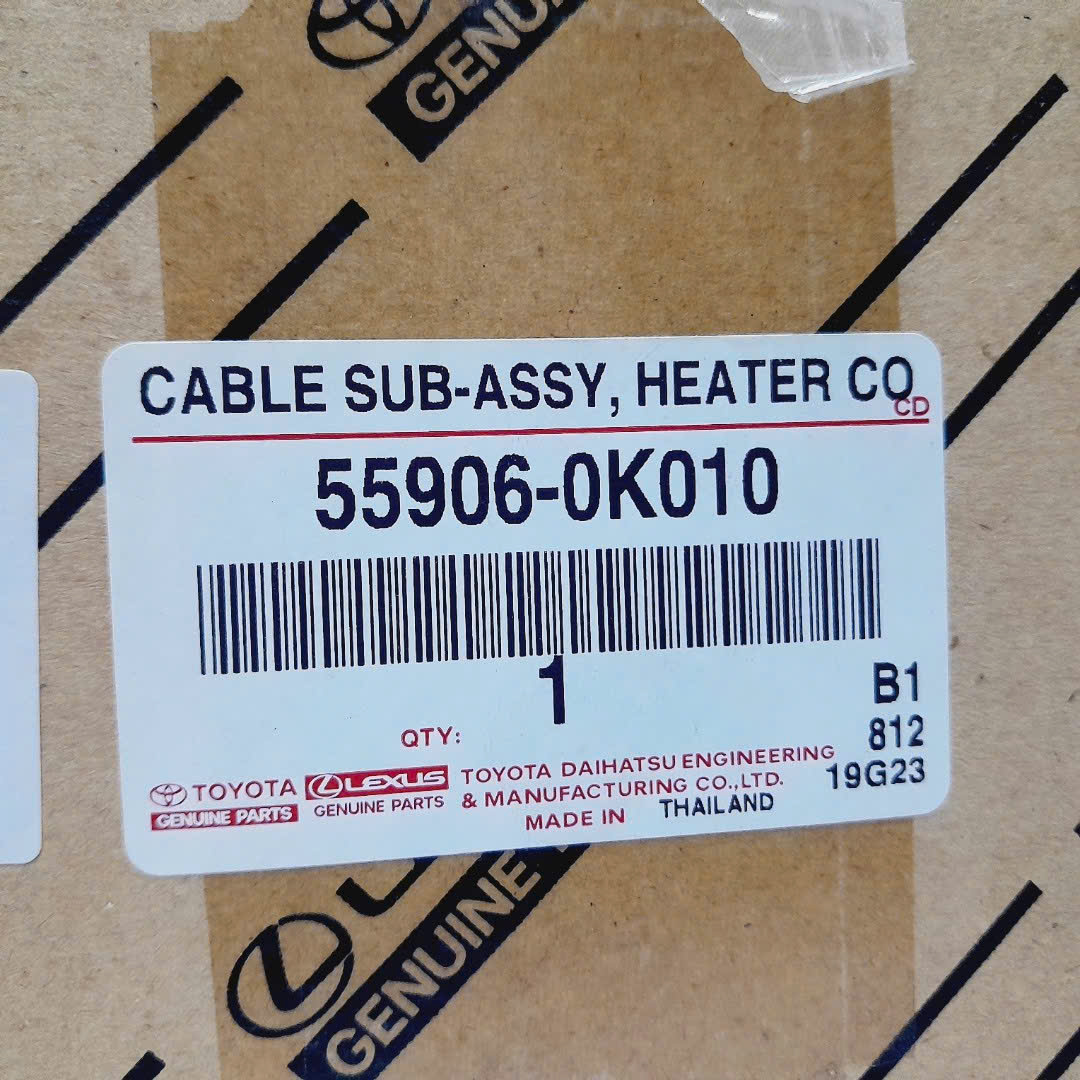 GENU
CABLE SUB-ASSY, HEATER CO
CD
55906-0K010
1
B1
QTY:
812
19G23
TOYOTA
GENUINE PARTS
LEXUS
GENUINE PARTS
TOYOTA DAIHATSU ENGINEERING
& MANUFACTURING CO.,LTD.
MADE IN THAILAND
GENUINE